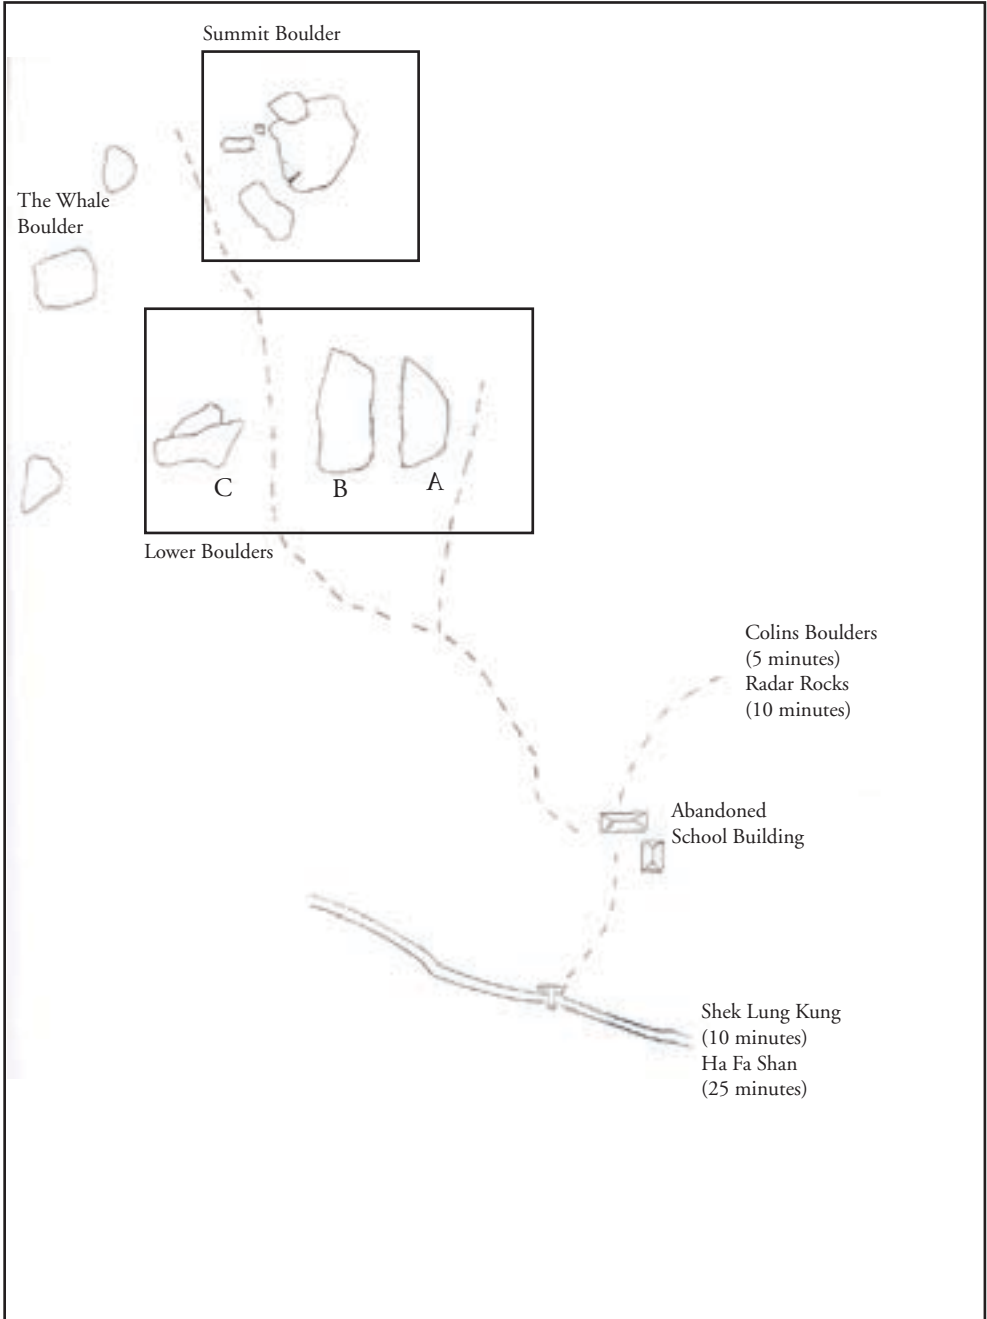 Summit Boulder
The Whale
Boulder
C
B
A
Lower Boulders
Colins Boulders
(5 minutes)
Radar Rocks
(10 minutes)
Abandoned
School Building
Shek Lung Kung
(10 minutes)
Ha Fa Shan
(25 minutes)